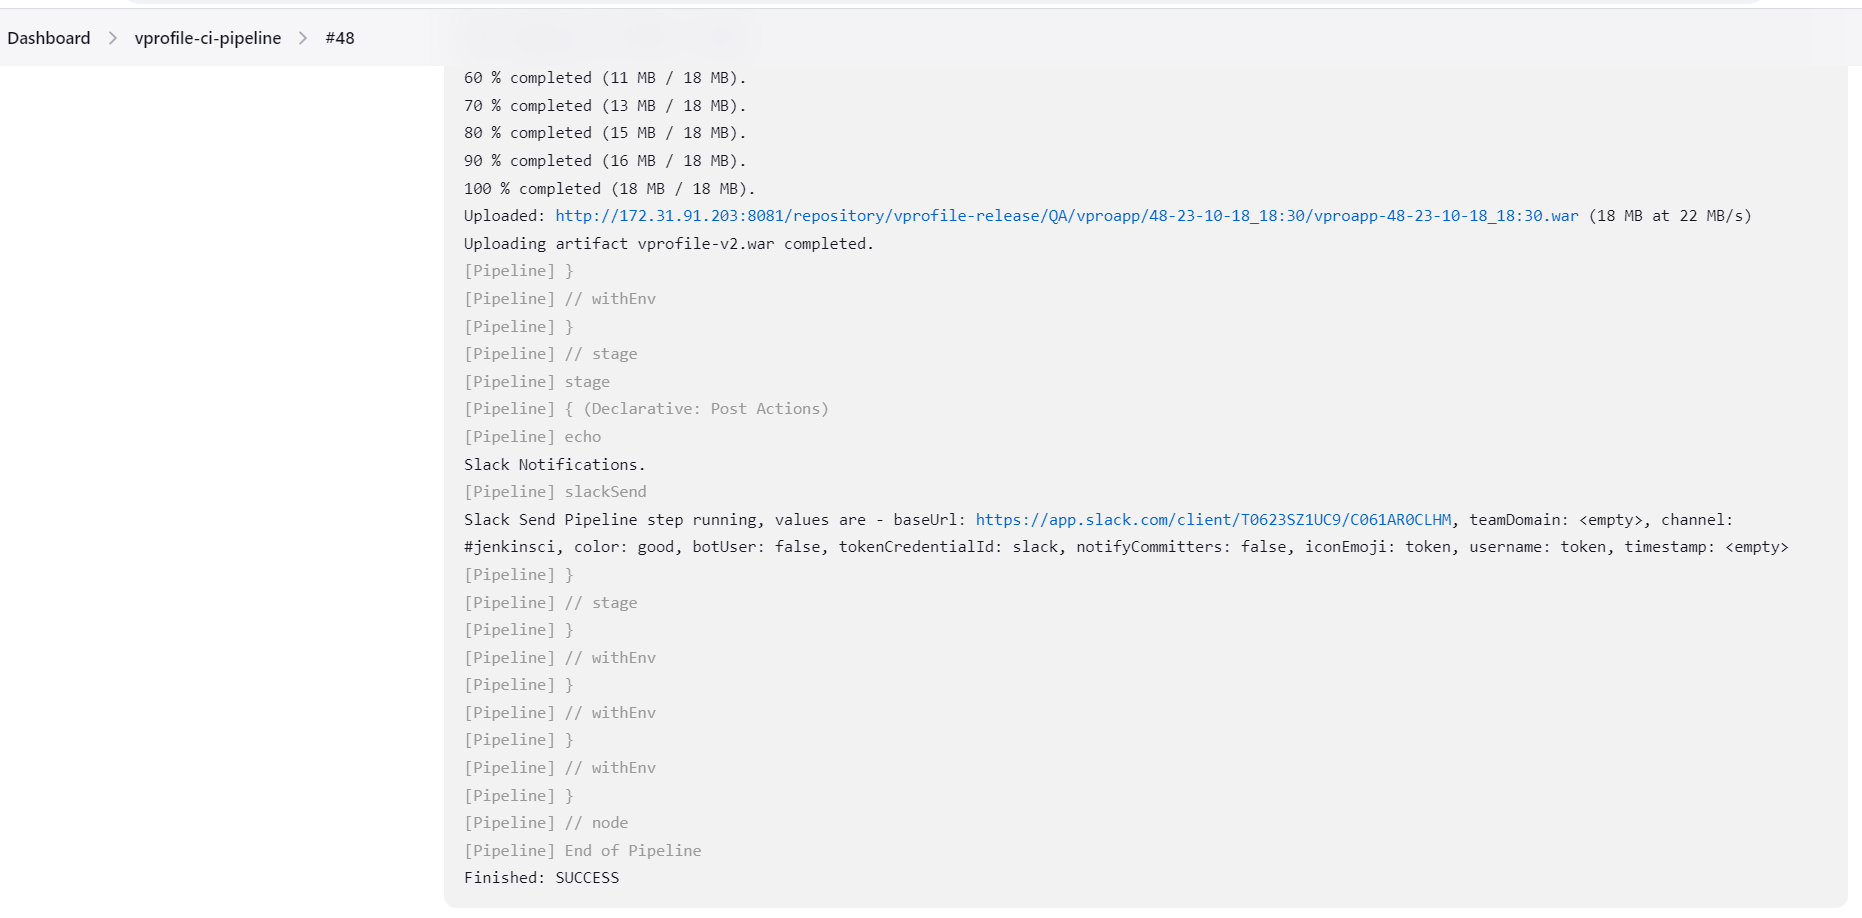 Dashboard > vprofile-ci-pipeline > #48
60 % completed (11 MB / 18 MB).
70 % completed (13 MB / 18 MB).
80 % completed (15 MB / 18 MB).
90 % completed (16 MB / 18 MB).
100 % completed (18 MB / 18 MB).
Uploaded: http://172.31.91.203:8081/repository/vprofile-release/QA/vproapp/48-23-10-18_18:30/vproapp-48-23-10-18_18:30.war (18 MB at 22 MB/s)
Uploading artifact vprofile-v2.war completed.
[Pipeline] }
[Pipeline] // withEnv
[Pipeline] }
[Pipeline] // stage
[Pipeline] stage
[Pipeline] { (Declarative: Post Actions)
[Pipeline] echo
Slack Notifications.
[Pipeline] slackSend
Slack Send Pipeline step running, values are - baseUrl: https://app.slack.com/client/T0623SZ1UC9/C061AR0CLHM, teamDomain: <empty>, channel:
#jenkinsci, color: good, botUser: false, tokenCredentialId: slack, notifyCommitters: false, iconEmoji: token, username: token, timestamp: <empty>
[Pipeline] }
[Pipeline] // stage
[Pipeline] }
[Pipeline] // withEnv
[Pipeline] }
[Pipeline] // withEnv
[Pipeline] }
[Pipeline] // withEnv
[Pipeline] }
[Pipeline] // node
[Pipeline] End of Pipeline
Finished: SUCCESS